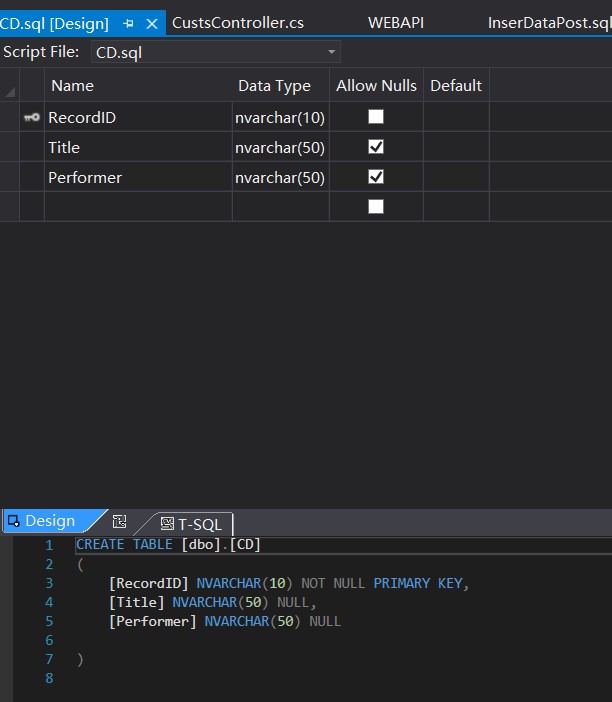 CD.sql [Design] CustsController.cs WEBAPI InserDataPost.sql
Script File: CD.sql
Name Data Type Allow Nulls Default
RecordID nvarchar(10)
Title nvarchar(50)
Performer nvarchar(50)
Design T-SQL
1 CREATE TABLE [dbo].[CD]
2 (
3 [RecordID] NVARCHAR(10) NOT NULL PRIMARY KEY,
4 [Title] NVARCHAR(50) NULL,
5 [Performer] NVARCHAR(50) NULL
6
7 )
8